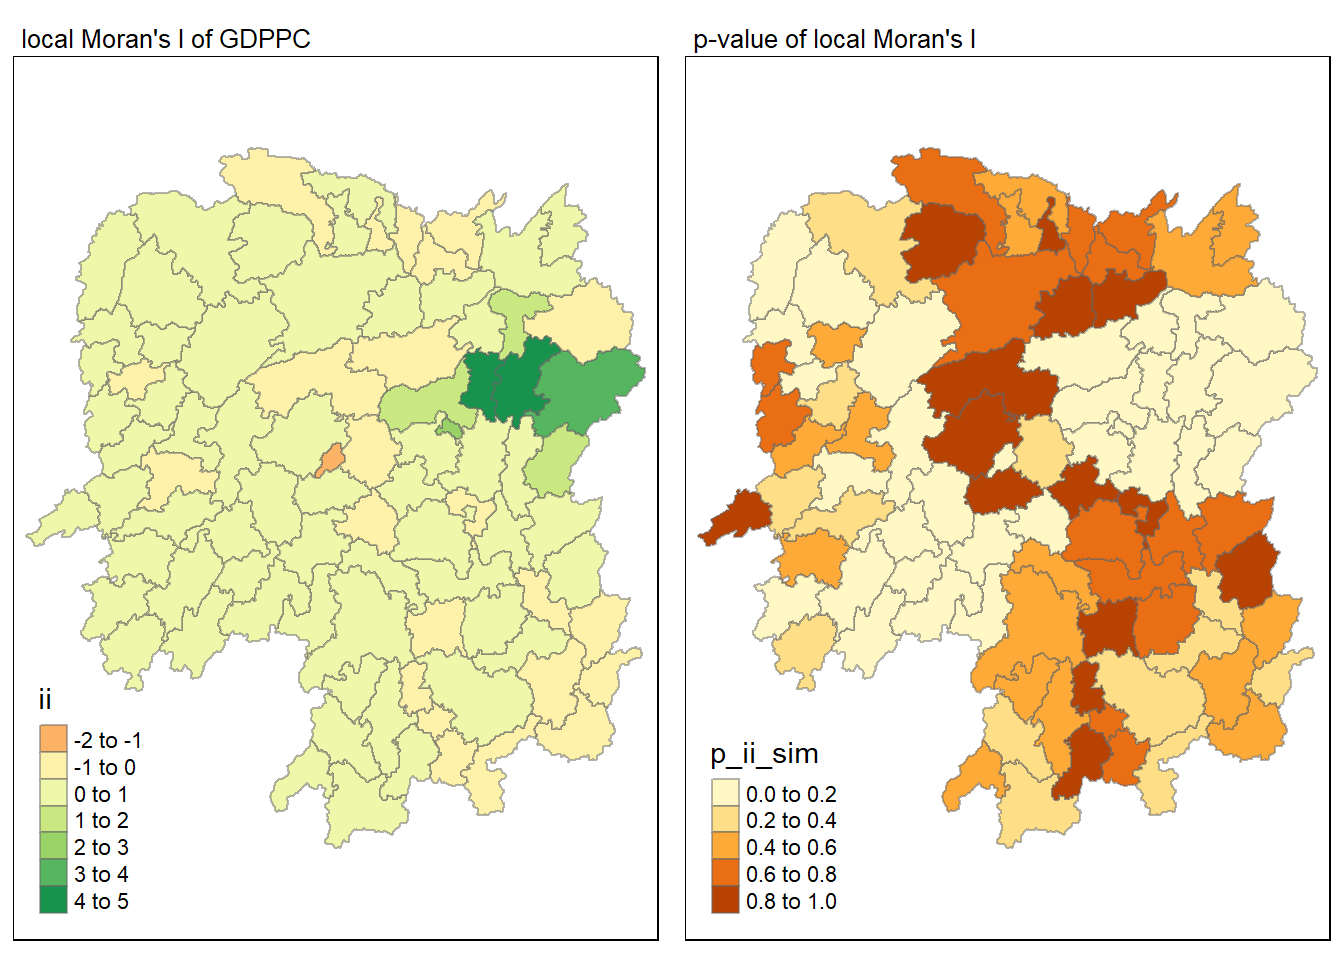 local Moran's I of GDPPC
p-value of local Moran's I
ii
-2 to -1
-1 to 0
0 to 1
1 to 2
2 to 3
3 to 4
4 to 5
p_ii_sim
0.0 to 0.2
0.2 to 0.4
0.4 to 0.6
0.6 to 0.8
0.8 to 1.0